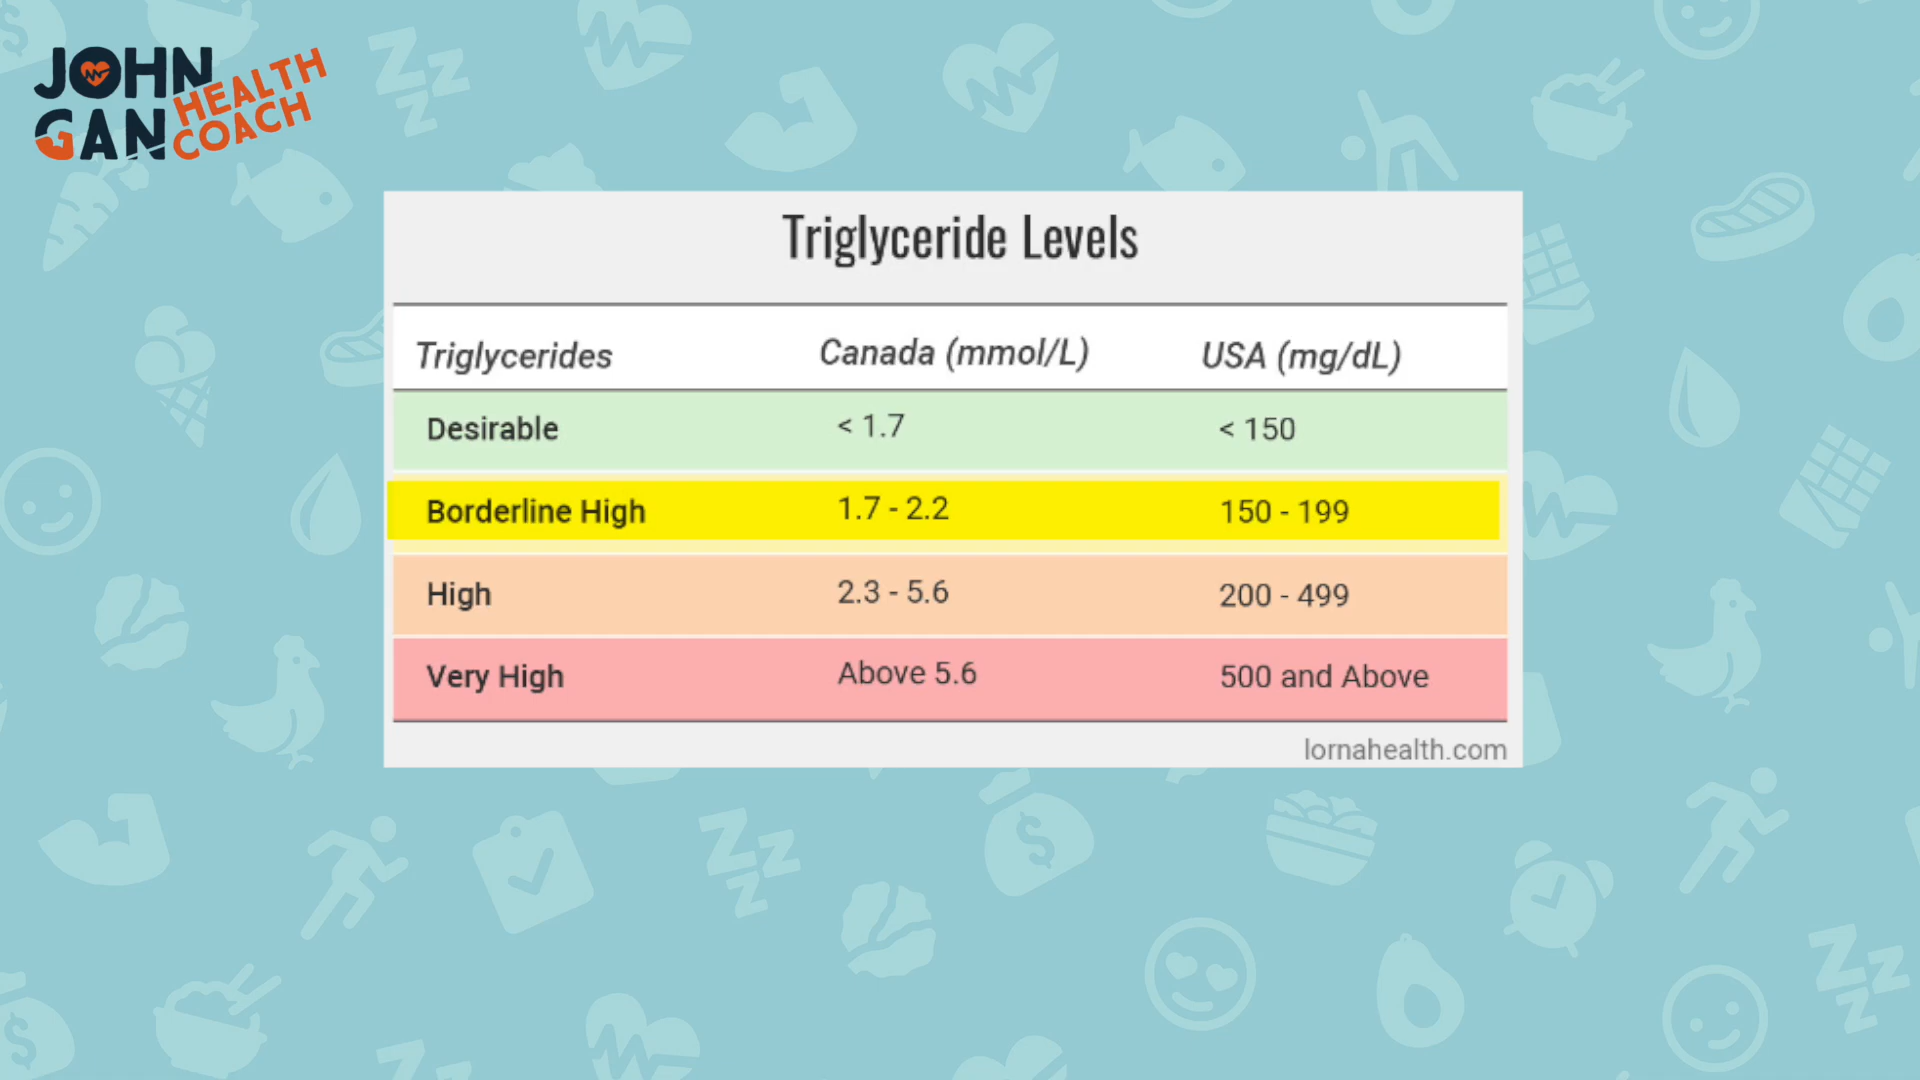 JOHN
GAN
HEALTH
COACH
Triglyceride Levels
Triglycerides Canada (mmol/L) USA (mg/dL)
Desirable < 1.7 < 150
Borderline High 1.7 - 2.2 150 - 199
High 2.3 - 5.6 200 - 499
Very High Above 5.6 500 and Above
lornahealth.com